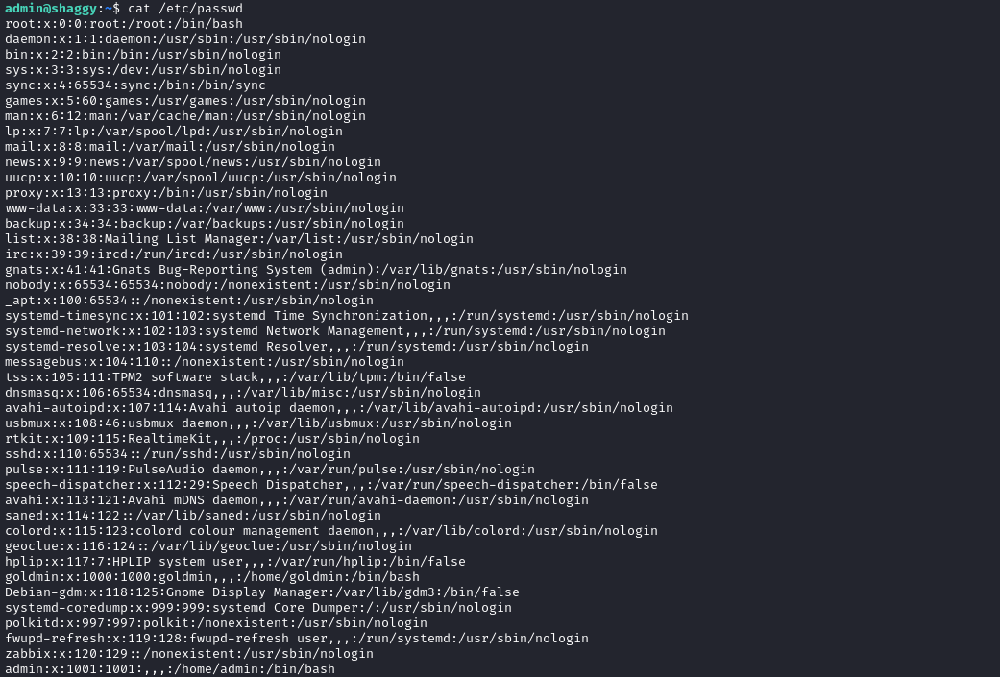 admin@shaggy:~$ cat /etc/passwd
root:x:0:0:root:/root:/bin/bash
daemon:x:1:1:daemon:/usr/sbin:/usr/sbin/nologin
bin:x:2:2:bin:/bin:/usr/sbin/nologin
sys:x:3:3:sys:/dev:/usr/sbin/nologin
sync:x:4:65534:sync:/bin:/bin/sync
games:x:5:60:games:/usr/games:/usr/sbin/nologin
man:x:6:12:man:/var/cache/man:/usr/sbin/nologin
lp:x:7:7:lp:/var/spool/lpd:/usr/sbin/nologin
mail:x:8:8:mail:/var/mail:/usr/sbin/nologin
news:x:9:9:news:/var/spool/news:/usr/sbin/nologin
uucp:x:10:10:uucp:/var/spool/uucp:/usr/sbin/nologin
proxy:x:13:13:proxy:/bin:/usr/sbin/nologin
www-data:x:33:33:www-data:/var/www:/usr/sbin/nologin
backup:x:34:34:backup:/var/backups:/usr/sbin/nologin
list:x:38:38:Mailing List Manager:/var/list:/usr/sbin/nologin
irc:x:39:39:ircd:/run/ircd:/usr/sbin/nologin
gnats:x:41:41:Gnats Bug-Reporting System (admin):/var/lib/gnats:/usr/sbin/nologin
nobody:x:65534:65534:nobody:/nonexistent:/usr/sbin/nologin
_apt:x:100:65534::/nonexistent:/usr/sbin/nologin
systemd-timesync:x:101:102:systemd Time Synchronization,,,:/run/systemd:/usr/sbin/nologin
systemd-network:x:102:103:systemd Network Management,,,:/run/systemd:/usr/sbin/nologin
systemd-resolve:x:103:104:systemd Resolver,,,:/run/systemd:/usr/sbin/nologin
messagebus:x:104:110::/nonexistent:/usr/sbin/nologin
tss:x:105:111:TPM2 software stack,,,:/var/lib/tpm:/bin/false
dnsmasq:x:106:65534:dnsmasq,,,:/var/lib/misc:/usr/sbin/nologin
avahi-autoipd:x:107:114:Avahi autoip daemon,,,:/var/lib/avahi-autoipd:/usr/sbin/nologin
usbmux:x:108:46:usbmux daemon,,,:/var/lib/usbmux:/usr/sbin/nologin
rtkit:x:109:115:RealtimeKit,,,:/proc:/usr/sbin/nologin
sshd:x:110:65534::/run/sshd:/usr/sbin/nologin
pulse:x:111:119:PulseAudio daemon,,,:/var/run/pulse:/usr/sbin/nologin
speech-dispatcher:x:112:29:Speech Dispatcher,,,:/var/run/speech-dispatcher:/bin/false
avahi:x:113:121:Avahi mDNS daemon,,,:/var/run/avahi-daemon:/usr/sbin/nologin
saned:x:114:122::/var/lib/saned:/usr/sbin/nologin
colord:x:115:123:colord colour management daemon,,,:/var/lib/colord:/usr/sbin/nologin
geoclue:x:116:124::/var/lib/geoclue:/usr/sbin/nologin
hplip:x:117:7:HPLIP system user,,,:/var/run/hplip:/bin/false
goldmin:x:1000:1000:goldmin,,,:/home/goldmin:/bin/bash
Debian-gdm:x:118:125:Gnome Display Manager:/var/lib/gdm3:/bin/false
systemd-coredump:x:999:999:systemd Core Dumper:/:/usr/sbin/nologin
polkitd:x:997:997:polkit:/nonexistent:/usr/sbin/nologin
fwupd-refresh:x:119:128:fwupd-refresh user,,,:/run/systemd:/usr/sbin/nologin
zabbix:x:120:129::/nonexistent:/usr/sbin/nologin
admin:x:1001:1001:,,,:/home/admin:/bin/bash